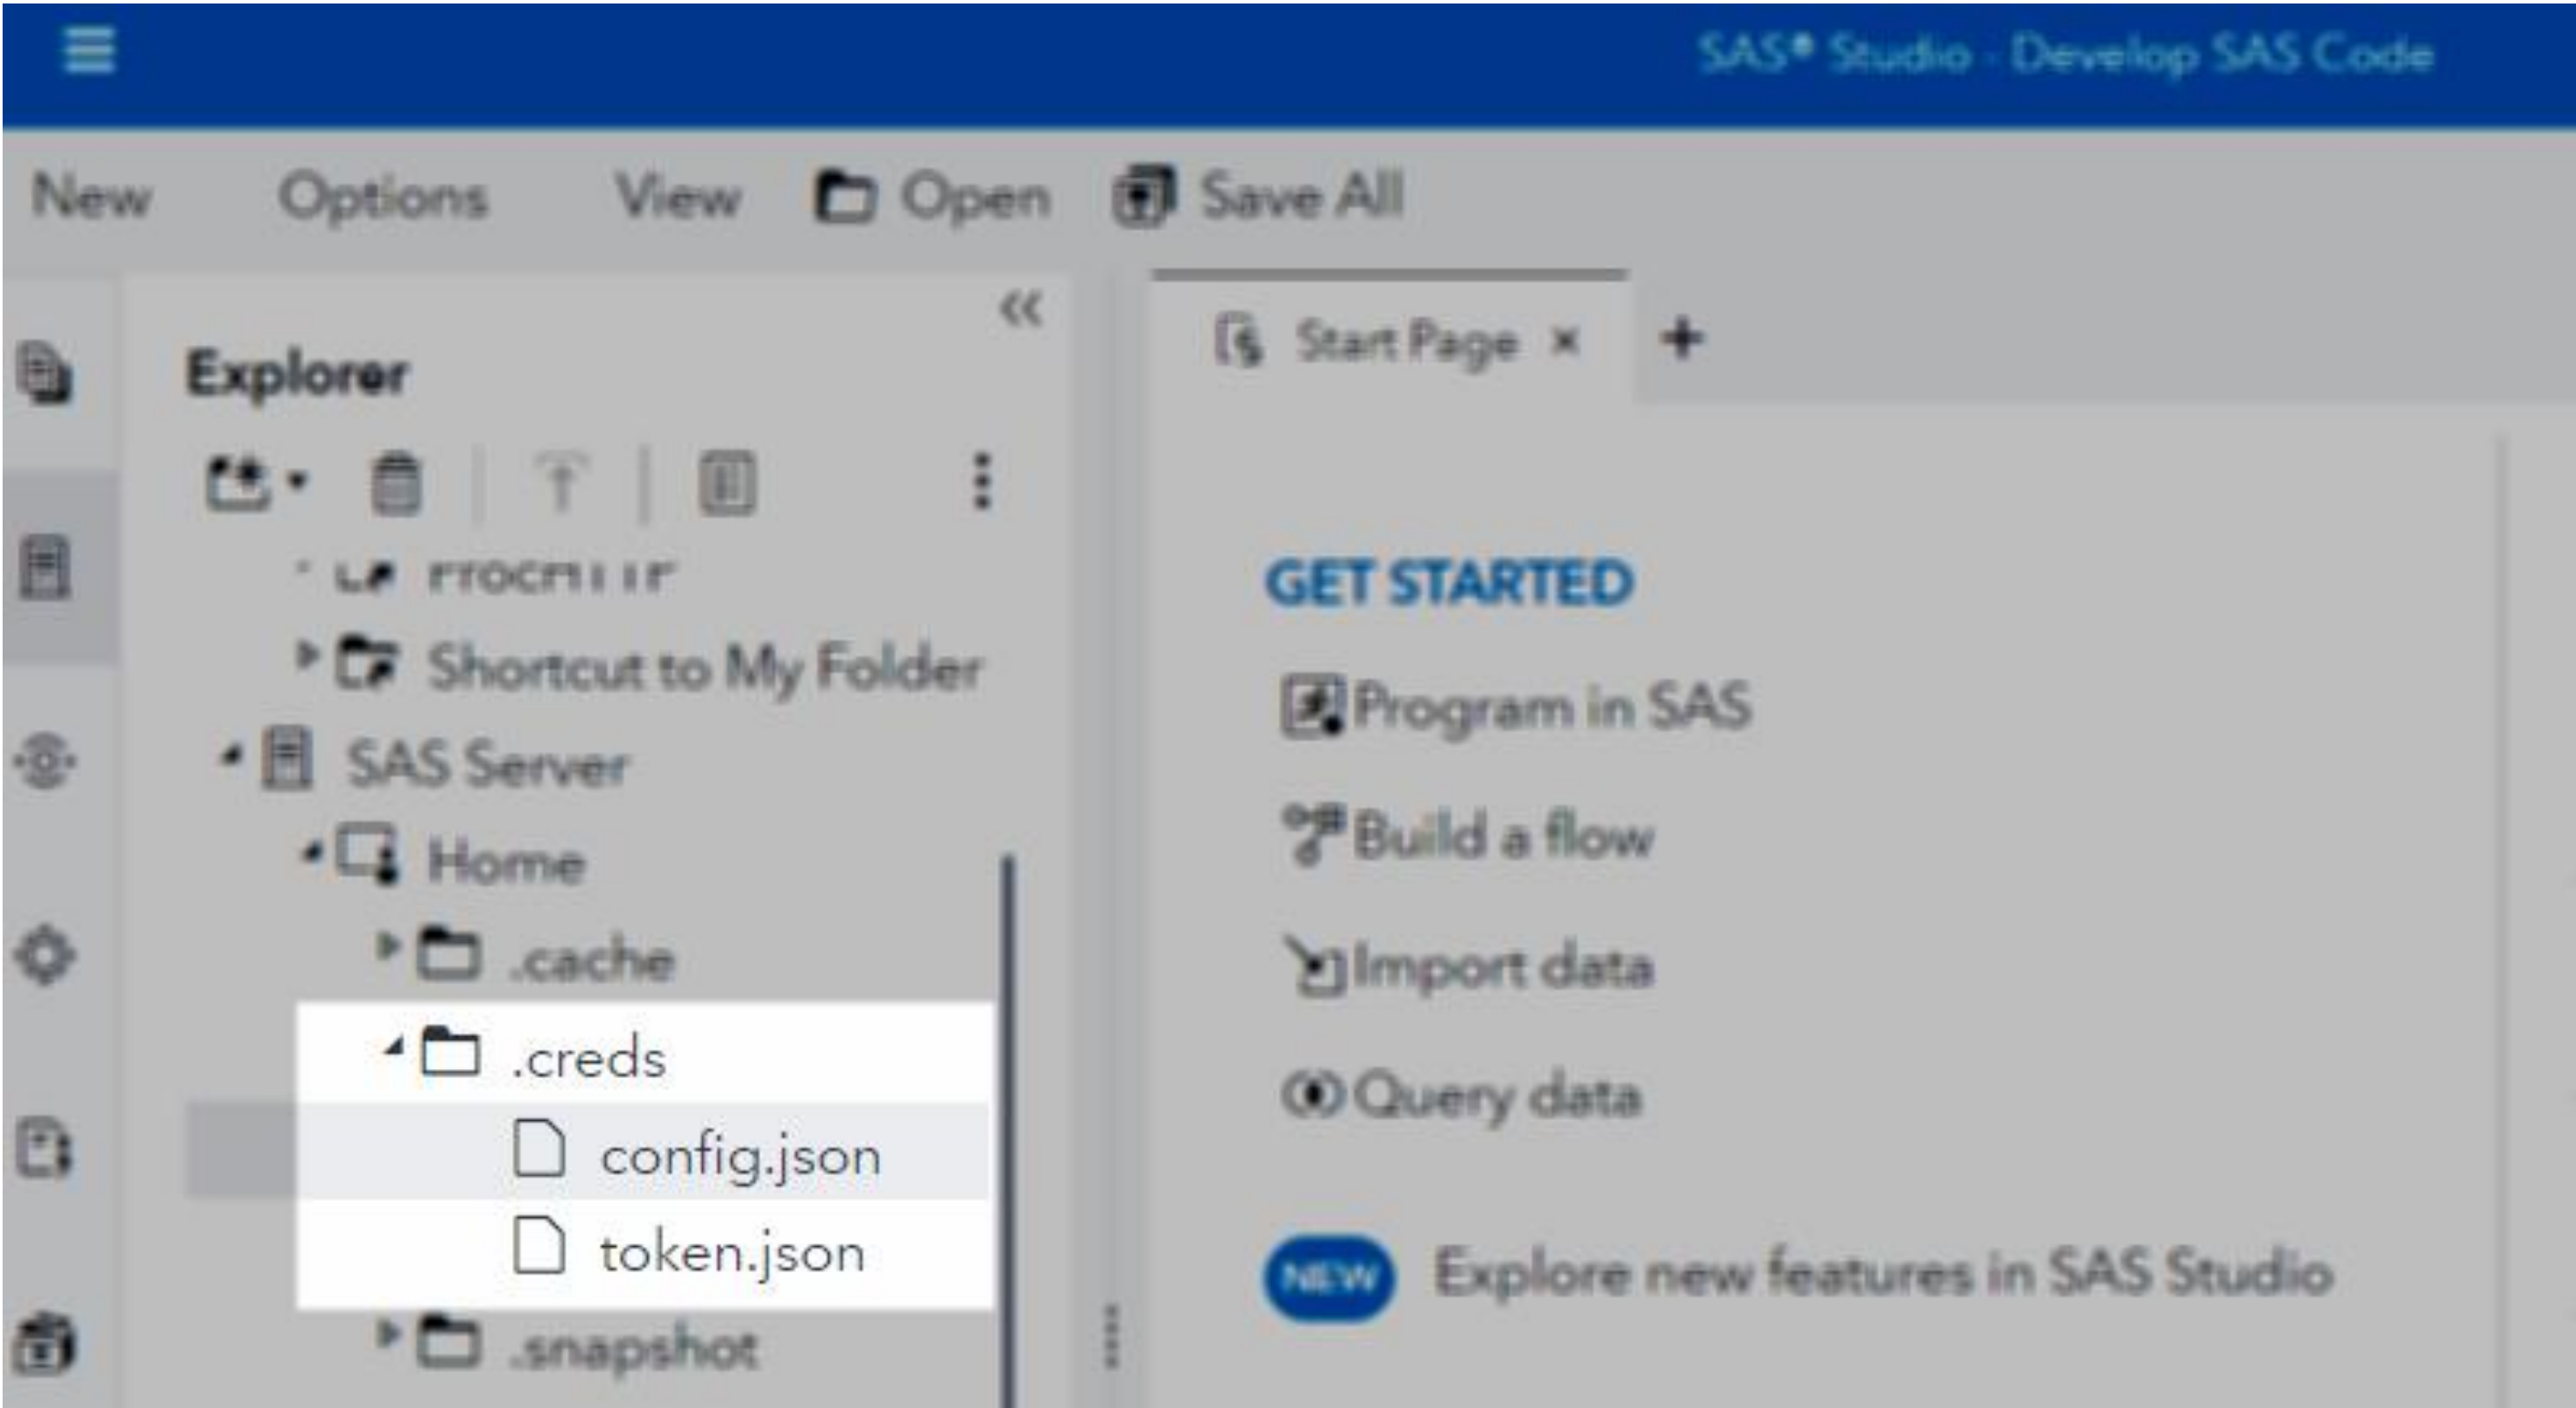 SAS® Studio - Develop SAS Code
New Options View Open Save All
Explorer
Start Page
Shortcut to My Folder
SAS Server
Home
.cache
.creds
config.json
token.json
.snapshot
GET STARTED
Program in SAS
Build a flow
Import data
Query data
NEW Explore new features in SAS Studio